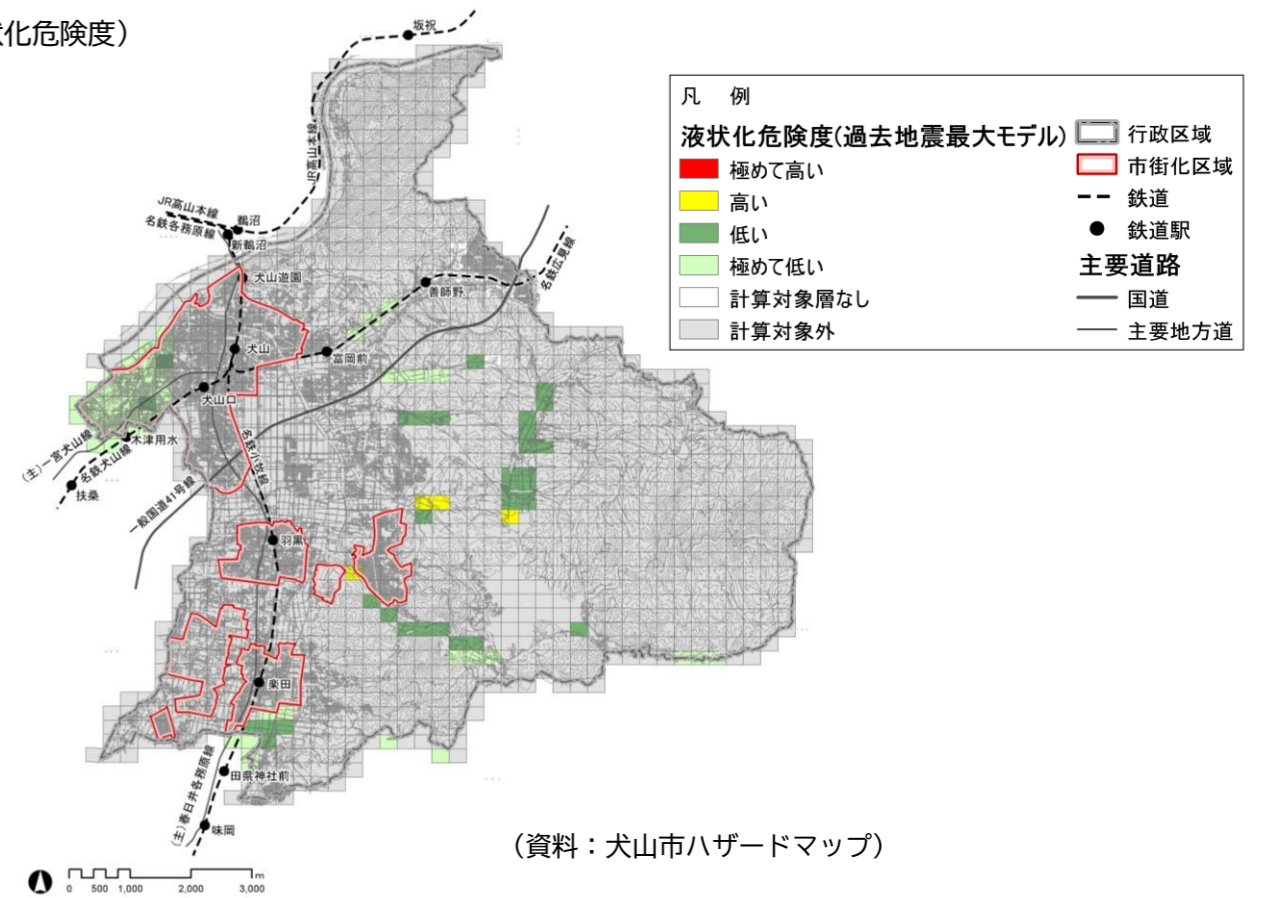 化危険度）
凡 例
液状化危険度(過去地震最大モデル)
極めて高い
高い
低い
極めて低い
計算対象層なし
計算対象外
行政区域
市街化区域
鉄道
鉄道駅
主要道路
国道
主要地方道
坂祝
JR高山本線
JR高山本線
名鉄各務原線
鵜沼
新鵜沼
犬山遊園
善師野
名鉄広見線
犬山
富岡前
犬山口
木津用水
(主)一宮犬山線
名鉄犬山線
扶桑
名鉄小牧線
一般国道41号線
羽黒
楽田
(主)春日井各務原線
田県神社前
味岡
（資料：犬山市ハザードマップ）
0 500 1,000 2,000 3,000
m